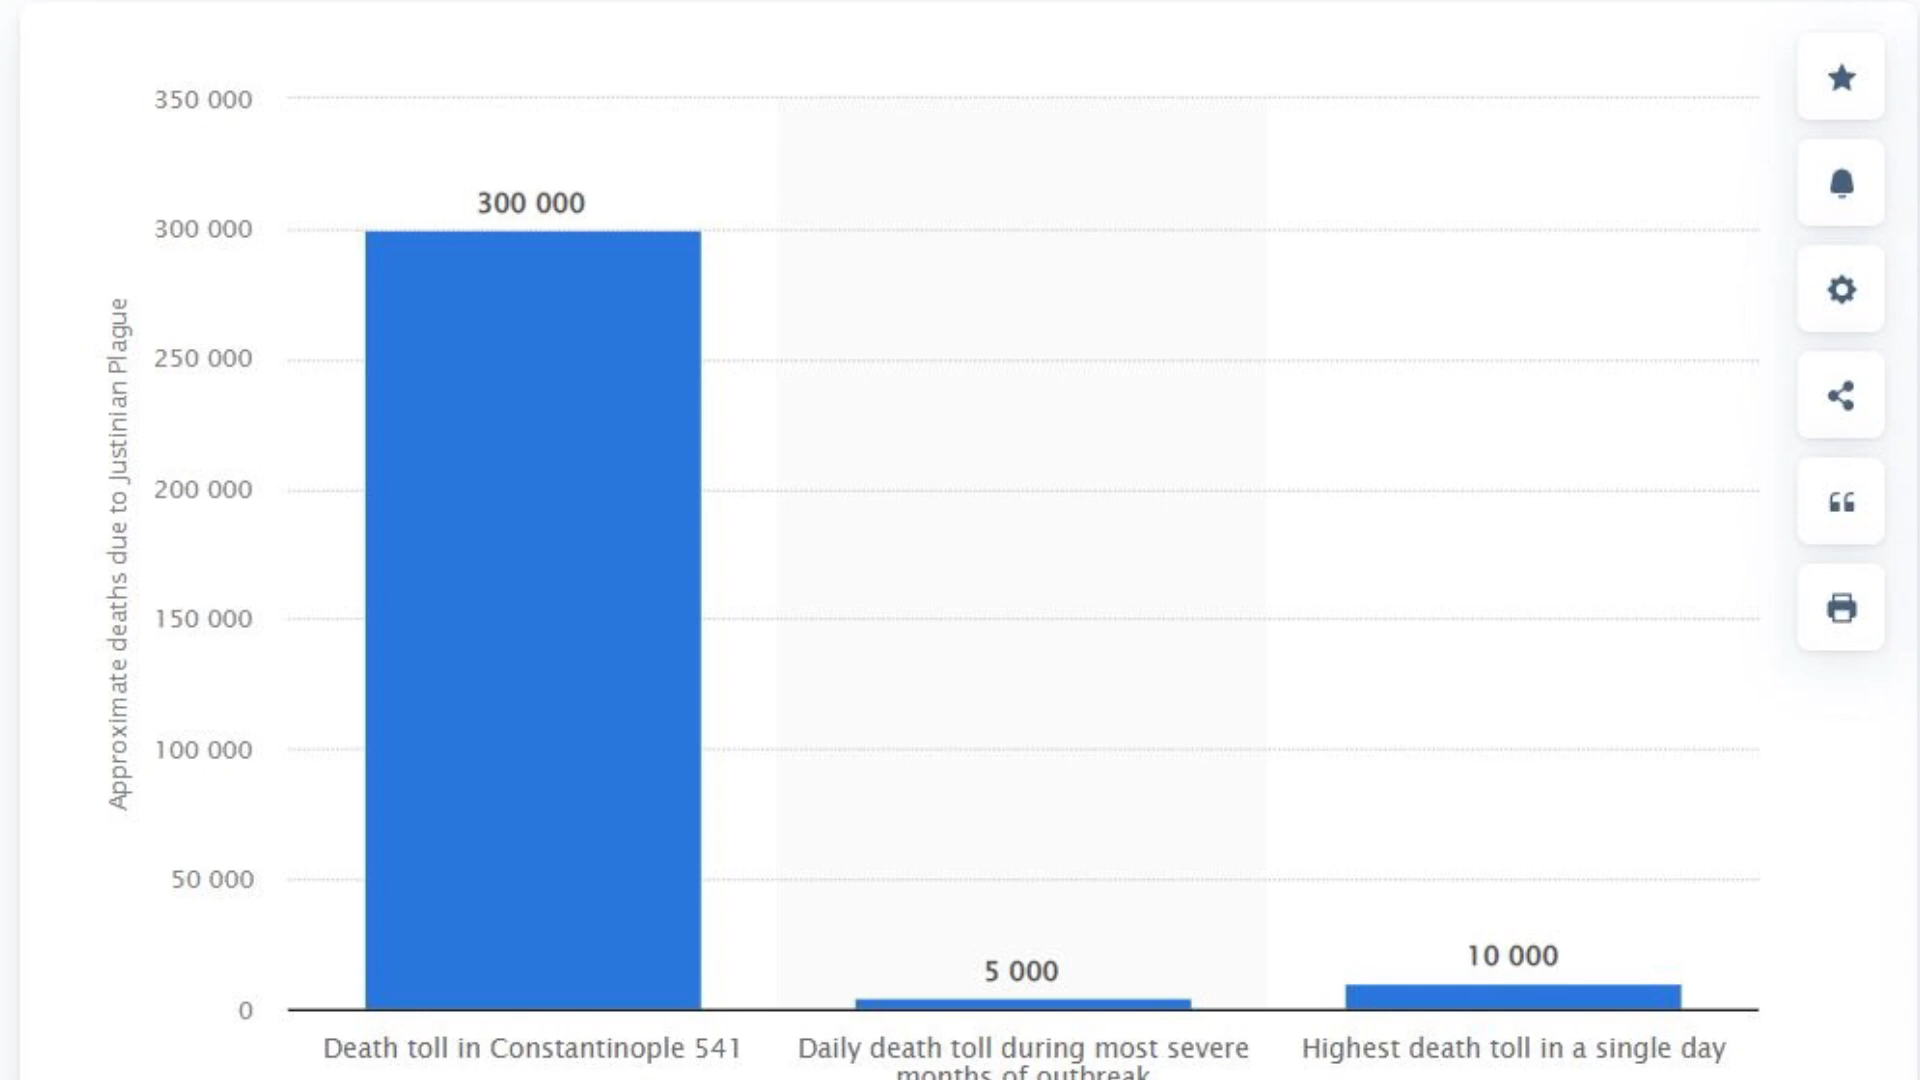 350 000
300 000
300 000
250 000
200 000
150 000
100 000
50 000
0
Approximate deaths due to Justinian Plague
5 000
10 000
Death toll in Constantinople 541
Daily death toll during most severe
months of outbreak
Highest death toll in a single day